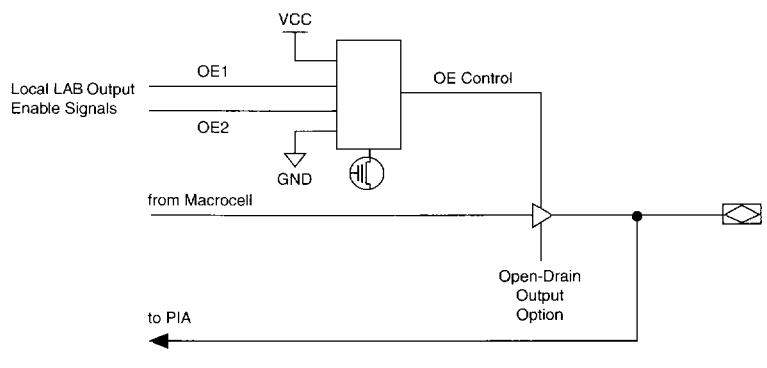 VCC
OE1
OE Control
Local LAB Output
Enable Signals
OE2
GND
from Macrocell
Open-Drain
Output
Option
to PIA